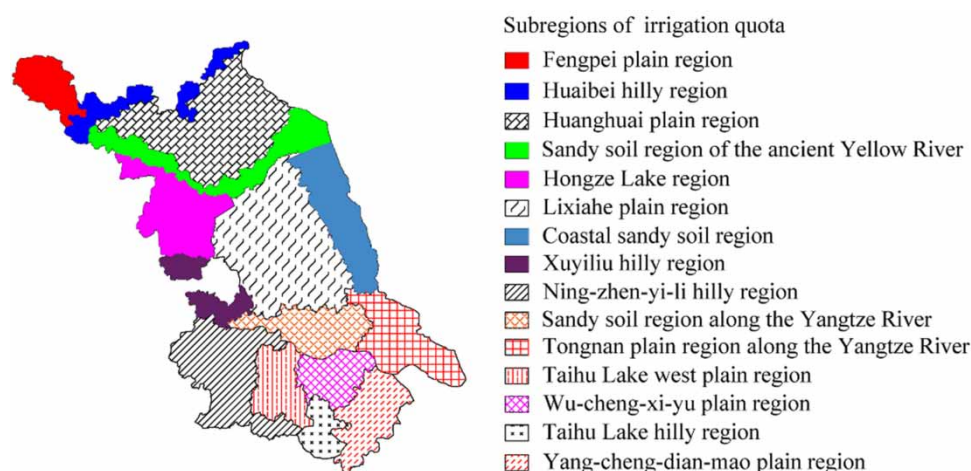 Subregions of irrigation quota
Fengpei plain region
Huaibei hilly region
Huanghuai plain region
Sandy soil region of the ancient Yellow River
Hongze Lake region
Lixiahe plain region
Coastal sandy soil region
Xuyiliu hilly region
Ning-zhen-yi-li hilly region
Sandy soil region along the Yangtze River
Tongnan plain region along the Yangtze River
Taihu Lake west plain region
Wu-cheng-xi-yu plain region
Taihu Lake hilly region
Yang-cheng-dian-mao plain region